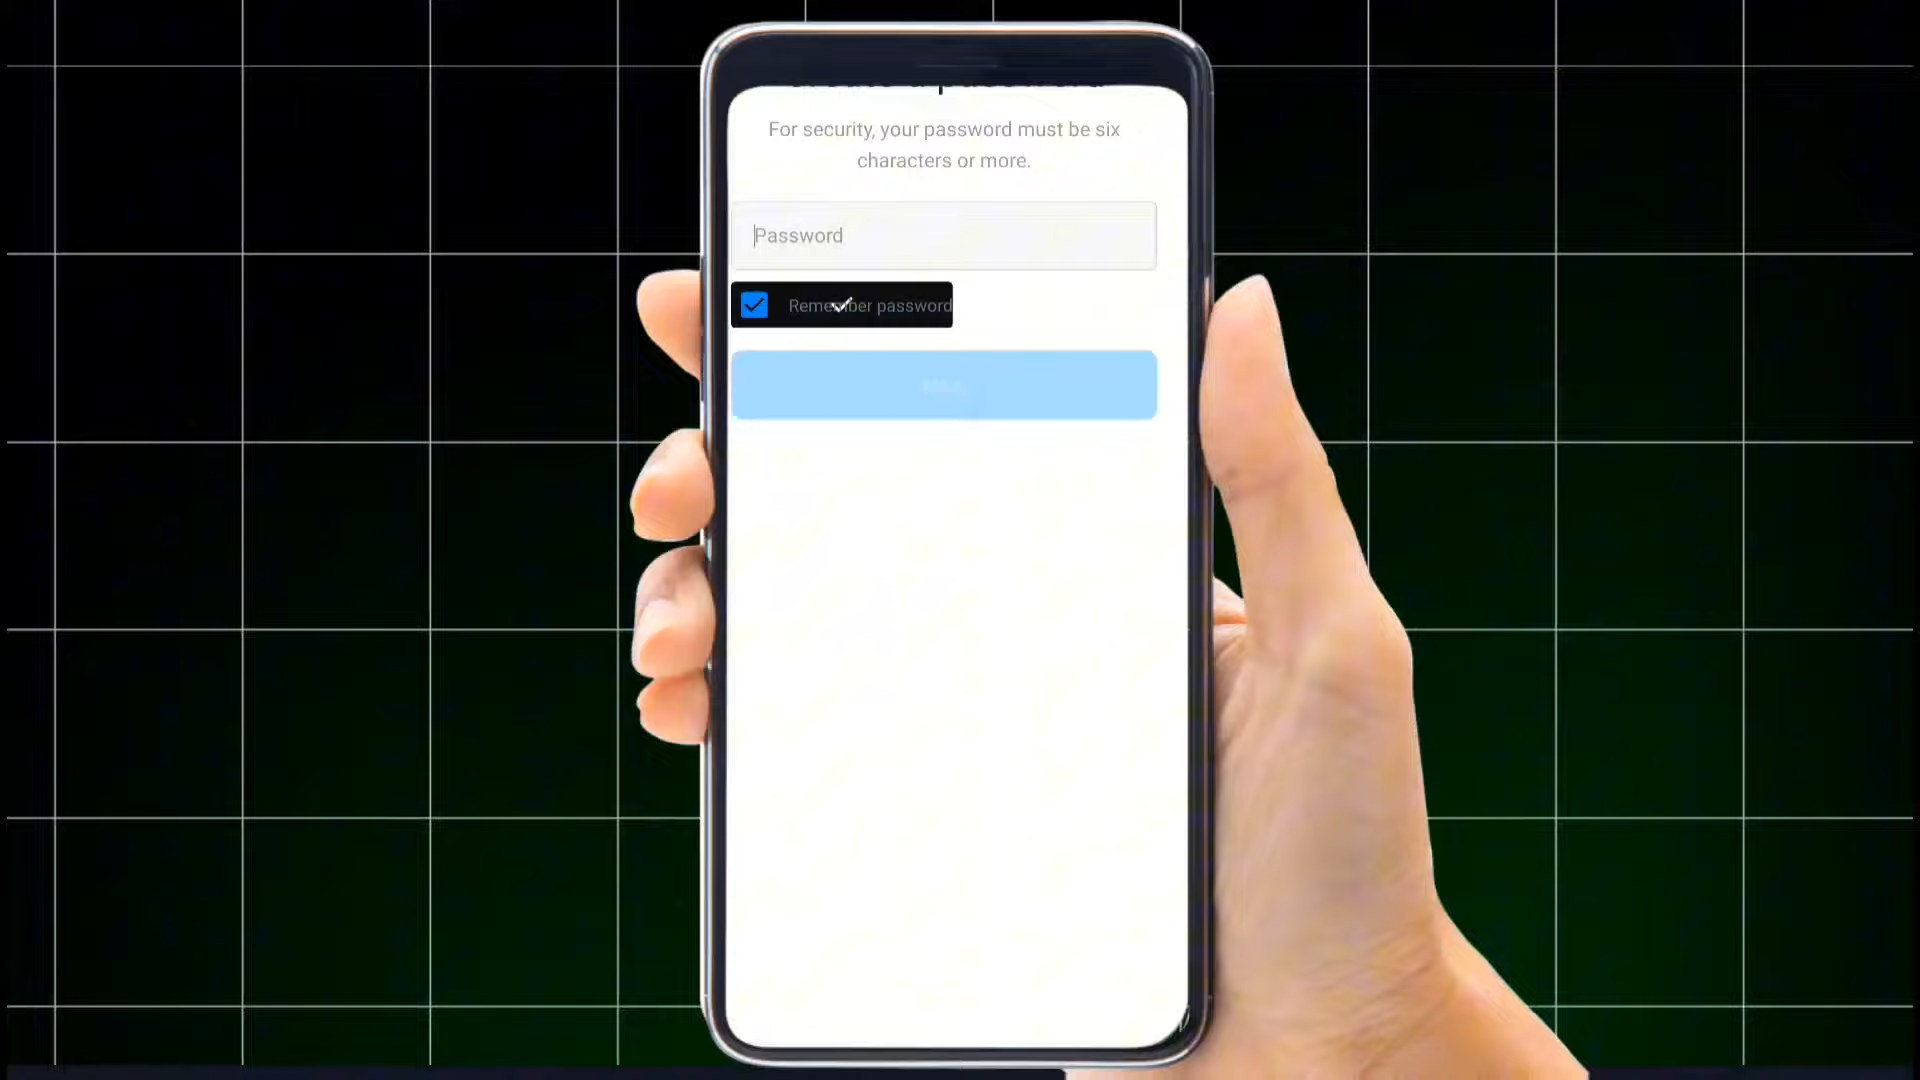 For security, your password must be six
characters or more.
Password
Remember password